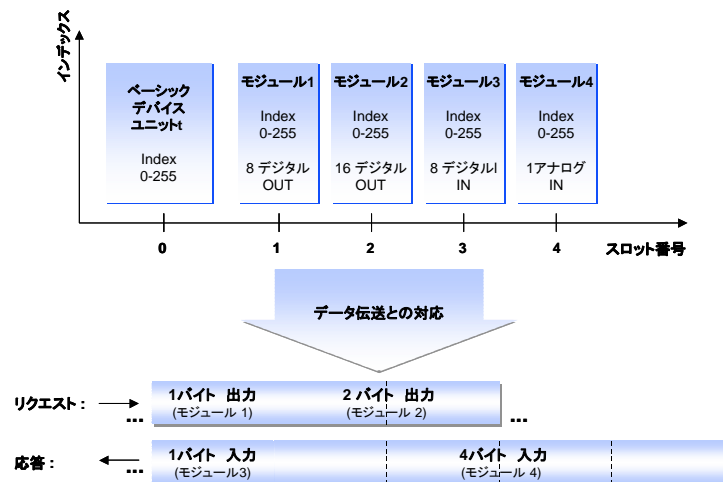 インデックス
ベーシック
デバイス
ユニットt
Index
0-255
モジュール1
Index
0-255
8 デジタル
OUT
モジュール2
Index
0-255
16 デジタル
OUT
モジュール3
Index
0-255
8 デジタルl
IN
モジュール4
Index
0-255
1アナログ
IN
0 1 2 3 4 スロット番号
データ伝送との対応
リクエスト： ... 1バイト 出力 2 バイト 出力 ...
(モジュール 1) (モジュール 2)
応答： ... 1バイト 入力 4バイト 入力
(モジュール3) (モジュール 4)